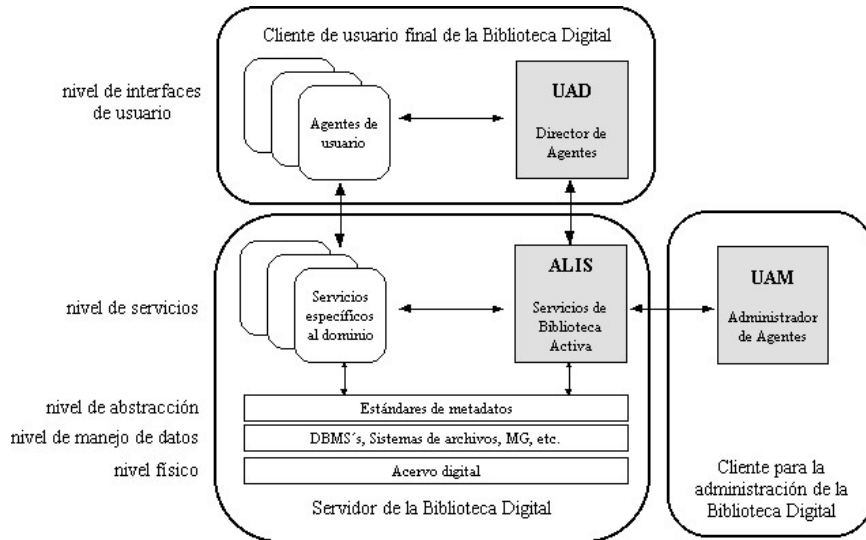 Cliente de usuario final de la Biblioteca Digital
nivel de interfaces
de usuario
Agentes de
usuario
UAD
Director de
Agentes
nivel de servicios
Servicios
específicos
al dominio
ALIS
Servicios de
Biblioteca
Activa
UAM
Administrador
de Agentes
nivel de abstracción
Estándares de metadatos
nivel de manejo de datos
DBMS´s, Sistemas de archivos, MG, etc.
nivel físico
Acervo digital
Servidor de la Biblioteca Digital
Cliente para la
administración de la
Biblioteca Digital